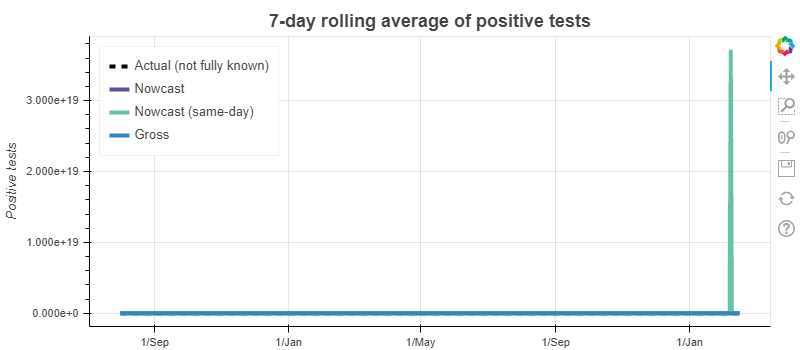 7-day rolling average of positive tests
Actual (not fully known)
Nowcast
Nowcast (same-day)
Gross
Positive tests
3.000e+19
2.000e+19
1.000e+19
0.000e+0
1/Sep
1/Jan
1/May
1/Sep
1/Jan